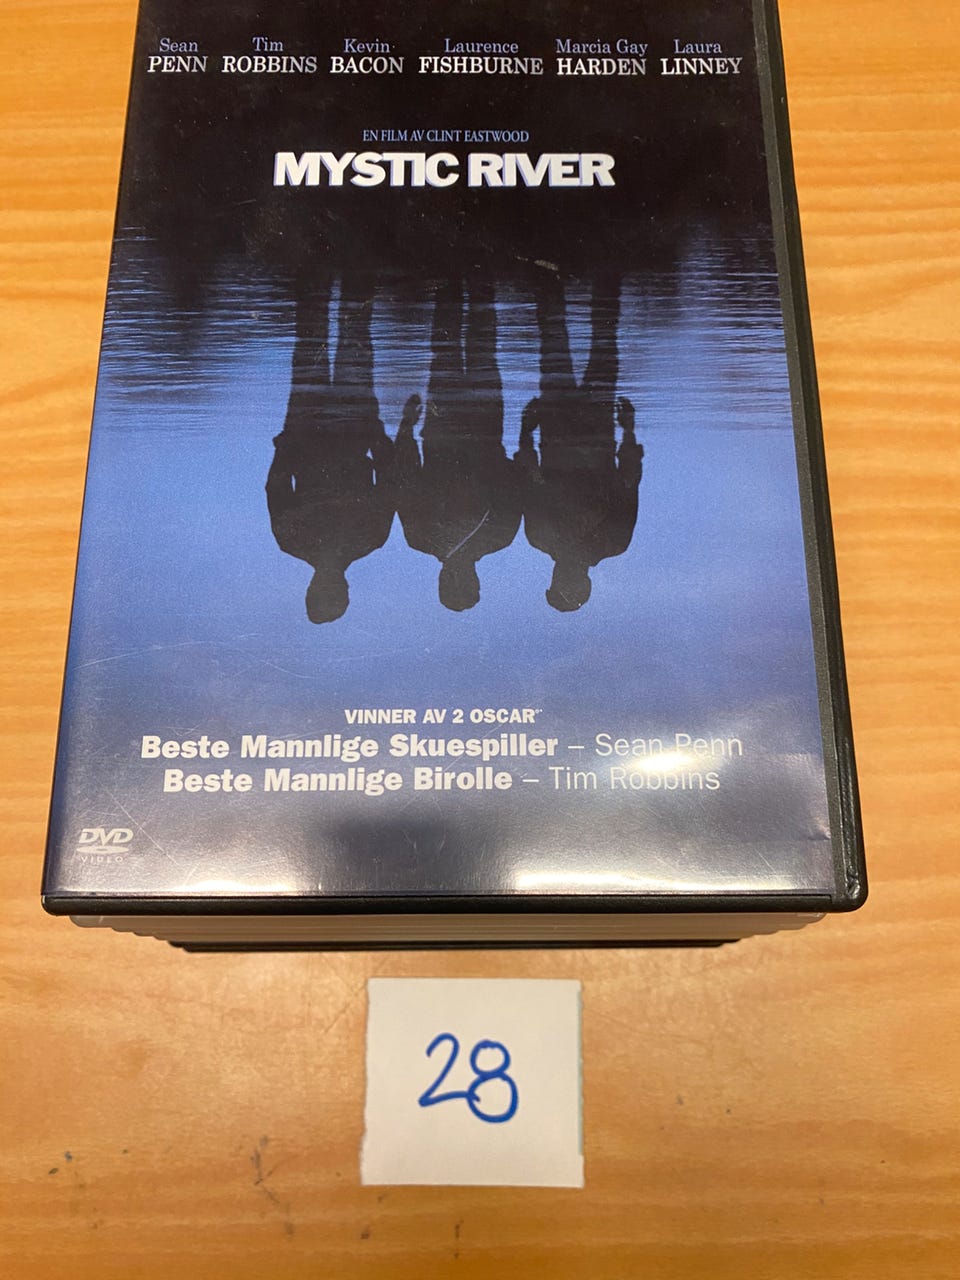 Sean Tim Kevin Laurence Marcia Gay Laura
PENN ROBBINS BACON FISHBURNE HARDEN LINNEY
EN FILM AV CLINT EASTWOOD
MYSTIC RIVER
VINNER AV 2 OSCAR®
Beste Mannlige Skuespiller – Sean Penn
Beste Mannlige Birolle – Tim Robbins
DVD
VIDEO
28